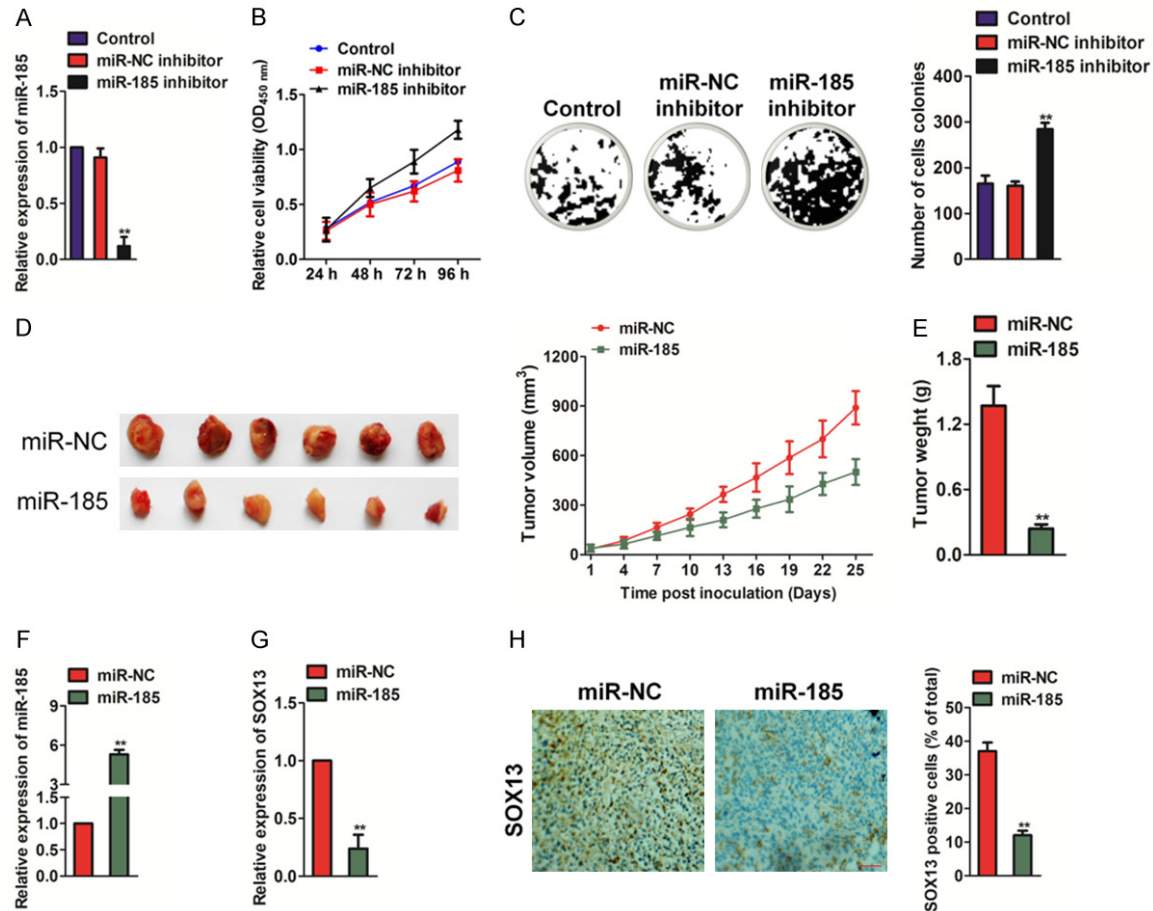 A
Control
miR-NC inhibitor
miR-185 inhibitor
Relative expression of miR-185
1.5
1.0
0.5
0.0
**
B
Control
miR-NC inhibitor
miR-185 inhibitor
Relative cell viability (OD450 nm)
1.5
1.0
0.5
0.0
24 h 48 h 72 h 96 h
C
Control
miR-NC
inhibitor
miR-185
inhibitor
Control
miR-NC inhibitor
miR-185 inhibitor
Number of cells colonies
400
300
200
100
0
**
D
miR-NC
miR-185
miR-NC
miR-185
Tumor volume (mm3)
1200
900
600
300
0
1 4 7 10 13 16 19 22 25
Time post inoculation (Days)
E
miR-NC
miR-185
Tumor weght (g)
1.8
1.2
0.6
0.0
**
F
miR-NC
miR-185
Relative expression of miR-185
9
6
3
1.5
1.0
0.5
0.0
**
G
miR-NC
miR-185
Relative expression of SOX13
1.5
1.0
0.5
0.0
**
H
miR-NC
miR-185
SOX13
miR-NC
miR-185
SOX13 positive cells (% of total)
50
40
30
20
10
0
**